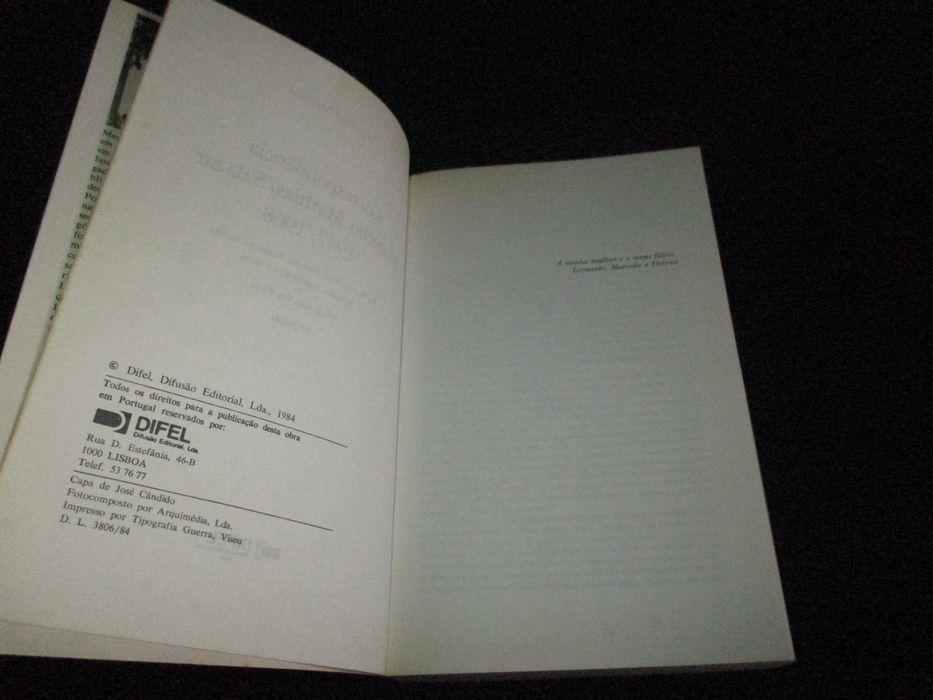 © Difel, Difusão Editorial, Lda., 1984
Todos os direitos para a publicação desta obra
em Portugal reservados por:
DIFEL
Difusão Editorial, Lda.
Rua D. Estefânia, 46-B
1000 LISBOA
Telef. 53 76 77
Capa de José Cândido
Fotocomposto por Arquimédia, Lda.
Impresso por Tipografia Guerra, Viseu
D. L. 3806/84
A minha mulher e a meus filhos
Leonardo, Marcello e Helena